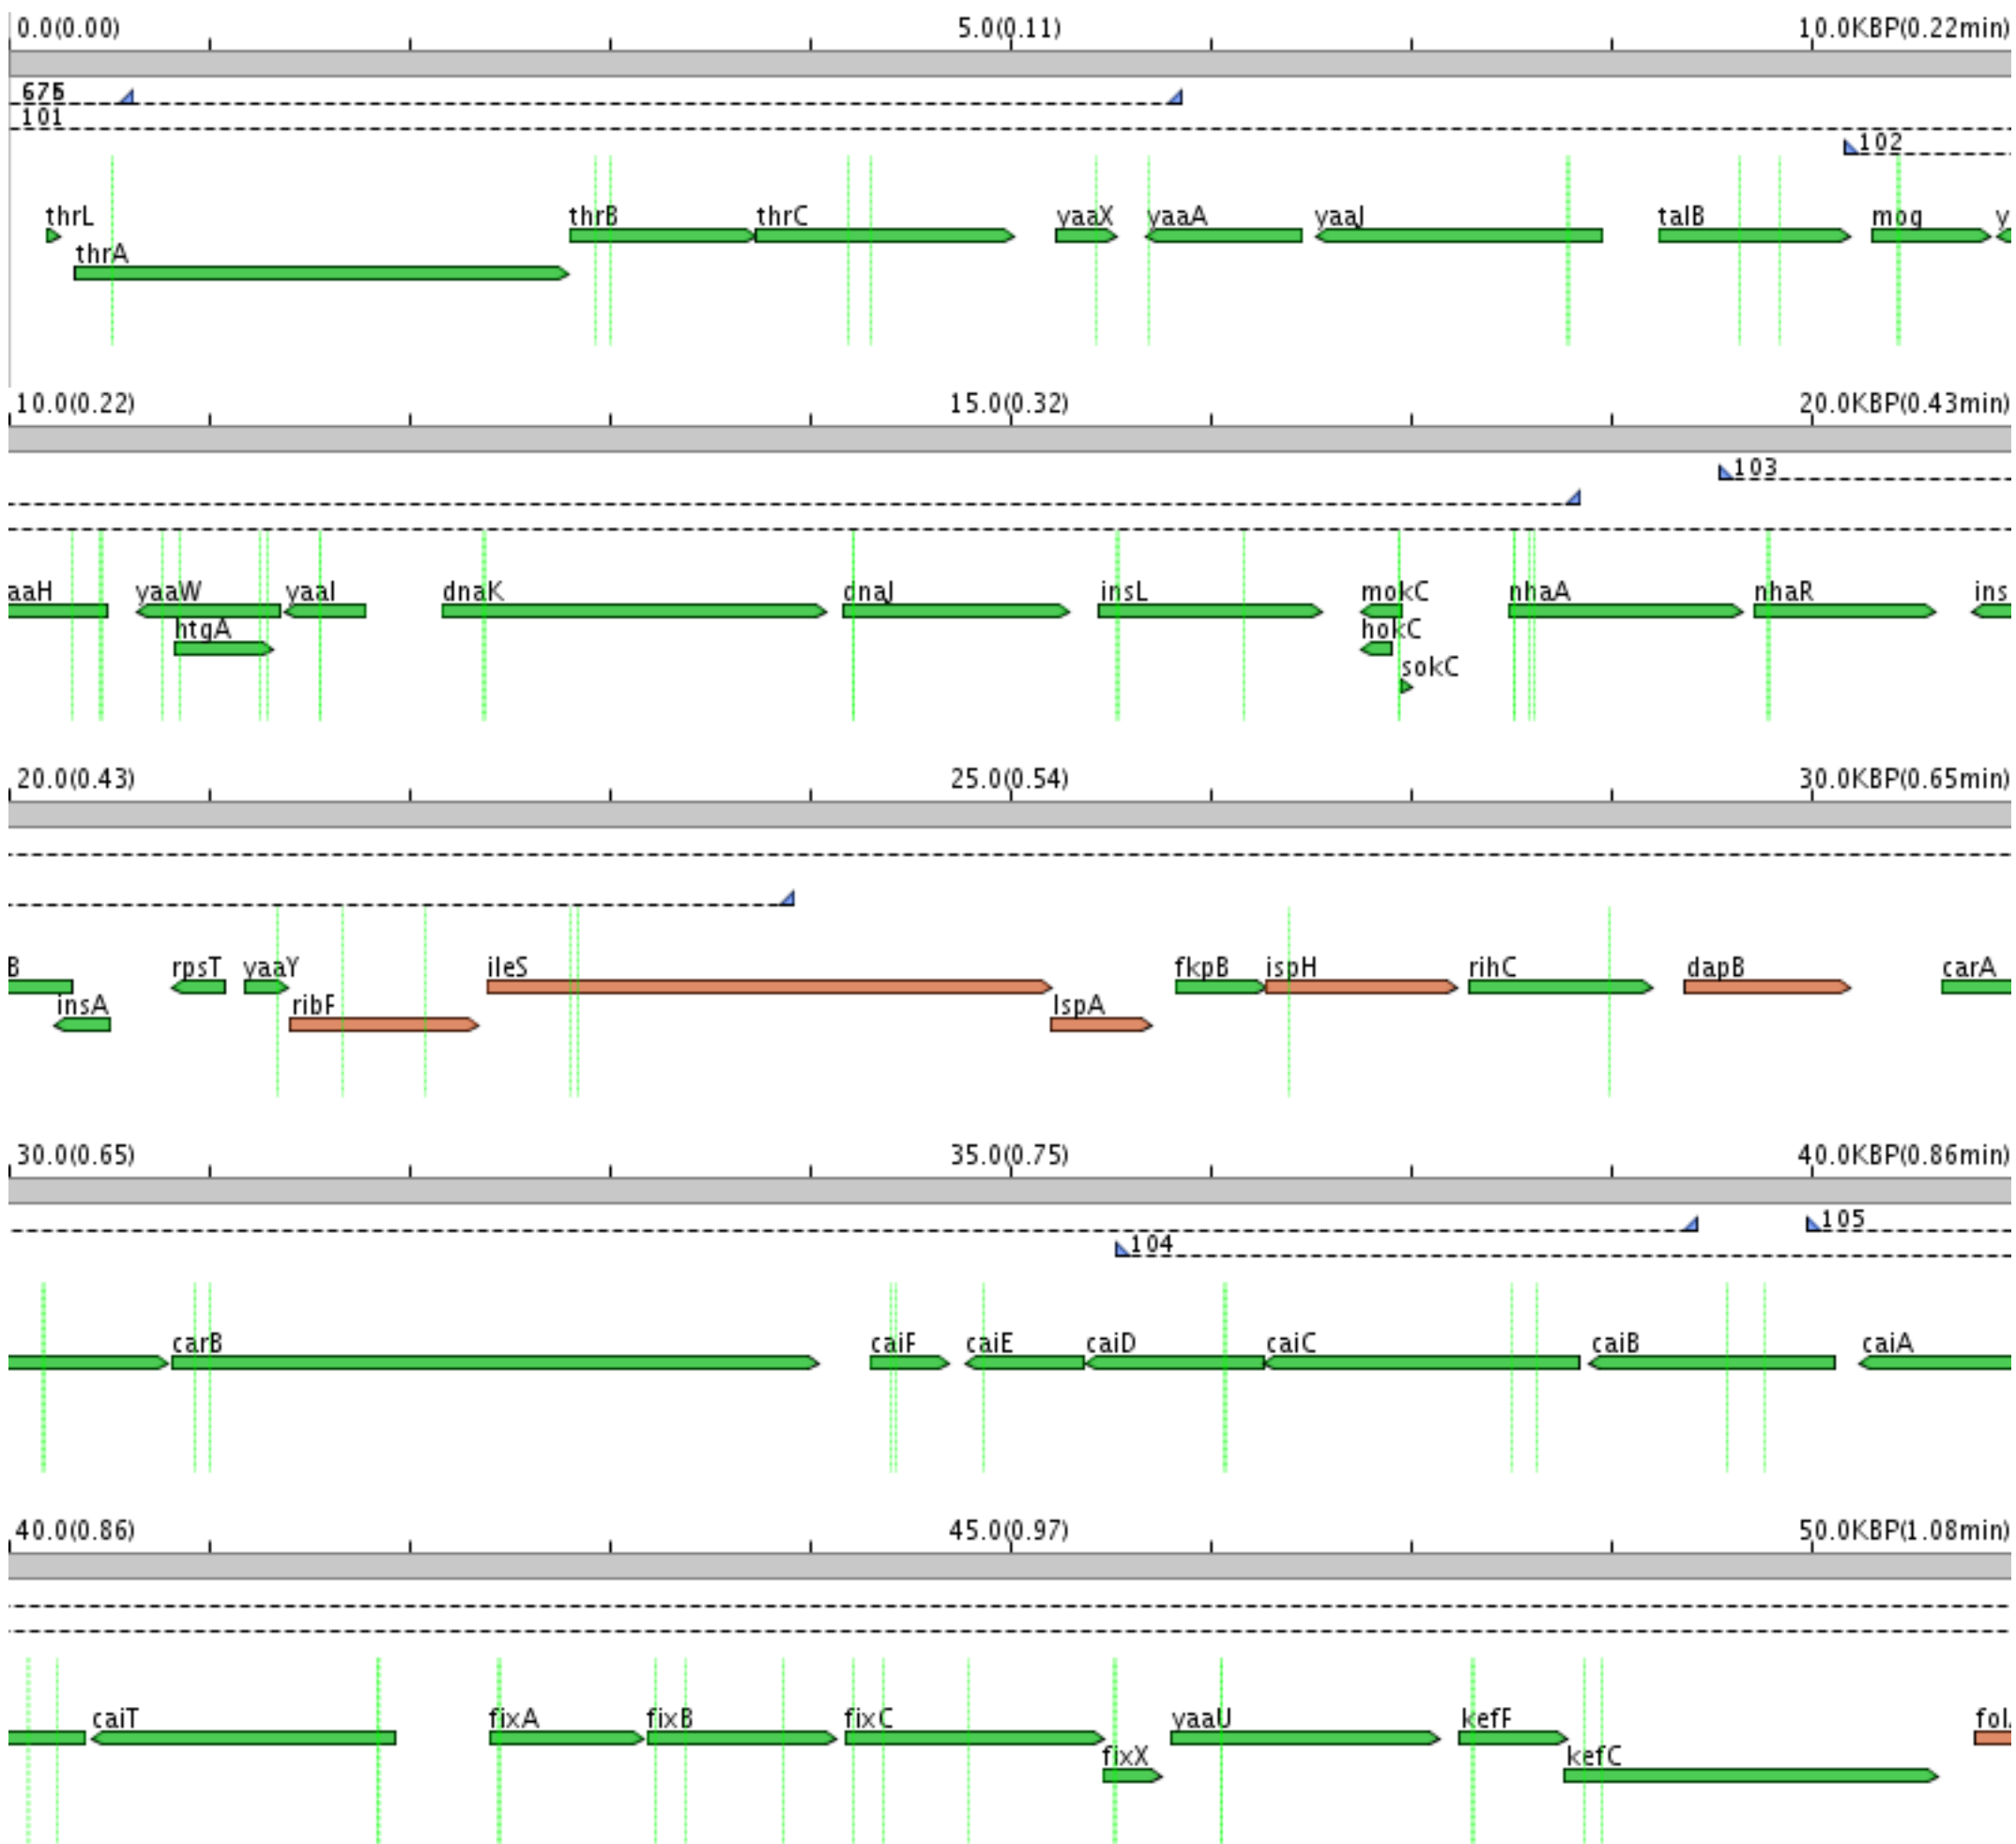 0.0(0.00) 5.0(0.11) 10.0KBP(0.22min)
101
102
thrL thrB thrC yaaX yaaA yaaJ talB mog y
thrA
10.0(0.22) 15.0(0.32) 20.0KBP(0.43min)
103
aaH yaaW yaaI dnaK dnaJ insL mokC nhaA nhaR ins
htgA hokC
sokC
20.0(0.43) 25.0(0.54) 30.0KBP(0.65min)
B rpsT yaaY ileS fkpB ispH rihC dapB carA
insA ribF lspA
30.0(0.65) 35.0(0.75) 40.0KBP(0.86min)
105
104
carB caiF caiE caiD caiC caiB caiA
40.0(0.86) 45.0(0.97) 50.0KBP(1.08min)
caiT fixA fixB fixC yaaU kefF fol
fixX kefC